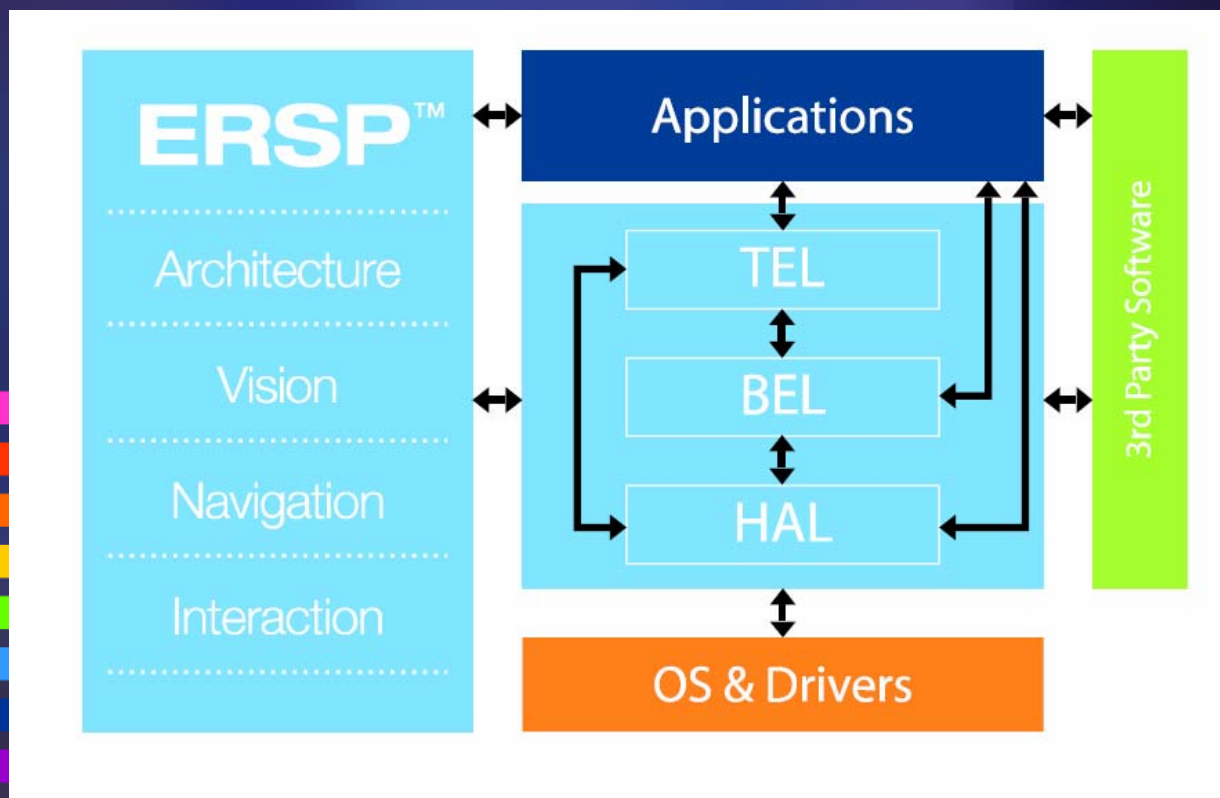 ERSP™
Architecture
Vision
Navigation
Interaction
Applications
TEL
BEL
HAL
OS & Drivers
3rd Party Software